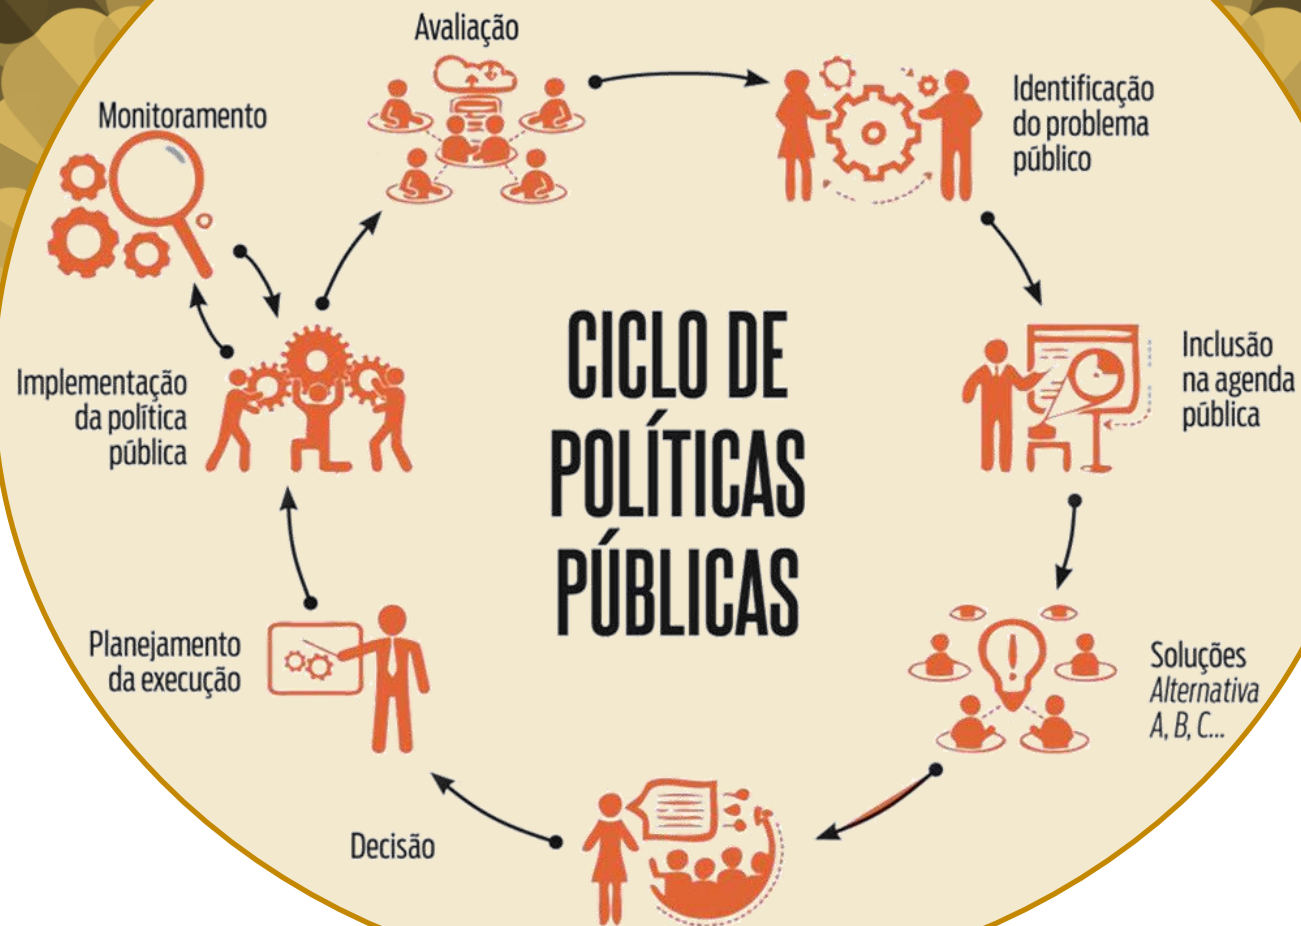 CICLO DE
POLÍTICAS
PÚBLICAS
Identificação
do problema
público
Inclusão
na agenda
pública
Soluções
Alternativa
A, B, C...
Decisão
Planejamento
da execução
Implementação
da política
pública
Monitoramento
Avaliação